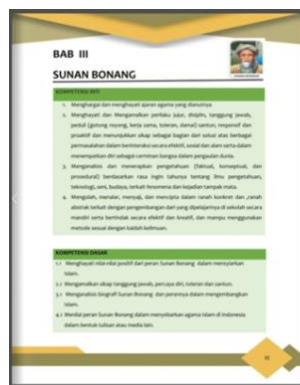 BAB III
SUNAN BONANG
KOMPETENSI INTI
1. Menghargai dan menghayati ajaran agama yang dianutnya
2. Menghayati dan Mengamalkan perilaku jujur, disiplin, tanggung jawab,
peduli (gotong royong, kerja sama, toleran, damai) santun, responsif dan
proaktif dan menunjukkan sikap sebagai bagian dari solusi atas berbagai
permasalahan dalam berinteraksi secara efektif, sosial dan alam serta dalam
menempatkan diri sebagai cerminan bangsa dalam pergaulan dunia.
3. Menganalisis dan menerapkan pengetahuan (faktual, konseptual, dan
prosedural) berdasarkan rasa ingin tahunya tentang ilmu pengetahuan,
teknologi, seni, budaya, terkait fenomena dan kejadian tampak mata.
4. Mengolah, menalar, menyaji, dan mencipta dalam ranah konkret dan ranah
abstrak terkait dengan pengembangan dari yang dipelajarinya di sekolah secara
mandiri serta bertindak secara efektif dan kreatif, dan mampu menggunakan
metode sesuai dengan kaidah keilmuan.
KOMPETENSI DASAR
1.1 Menghayati nilai-nilai positif dari peran Sunan Bonang dalam mensyiarkan
Islam.
2.1 Mengamalkan sikap tanggung jawab, percaya diri, toleran dan santun.
3.1 Menganalisis biografi Sunan Bonang dan perannya dalam mengembangkan
Islam.
4.1 Menilai peran Sunan Bonang dalam menyebarkan agama Islam di Indonesia
dalam bentuk tulisan atau media lain.